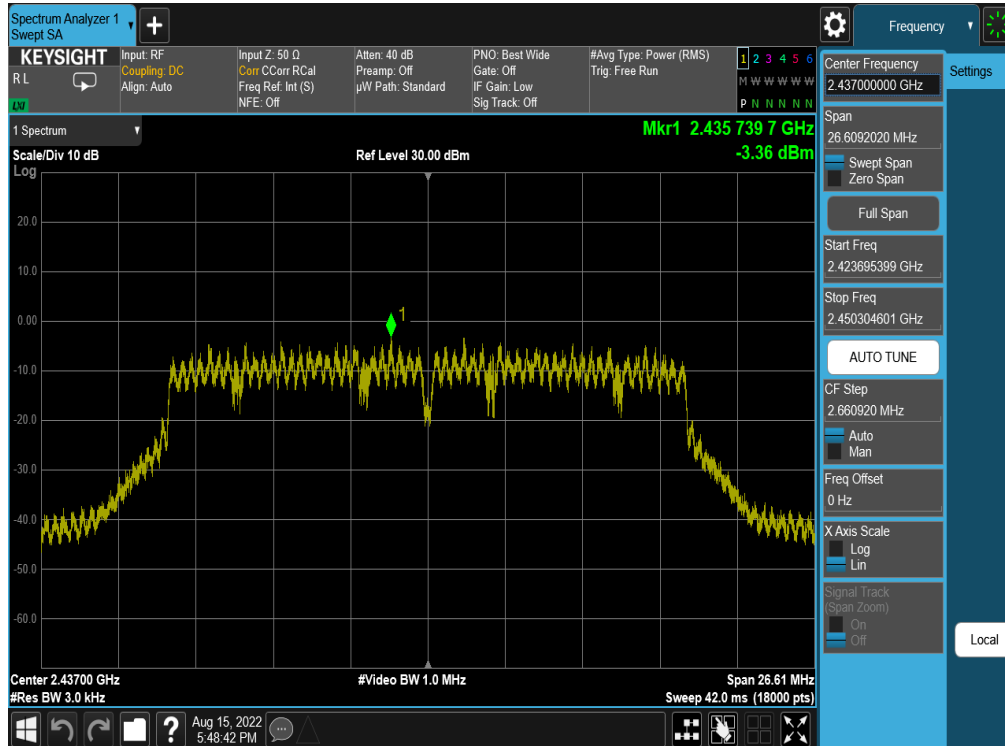 Spectrum Analyzer 1
Swept SA
+
Frequency
KEYSIGHT
R L
LXI
Input: RF
Coupling: DC
Align: Auto
Input Z: 50 Ω
Corr CCorr RCal
Freq Ref: Int (S)
NFE: Off
Atten: 40 dB
Preamp: Off
µW Path: Standard
PNO: Best Wide
Gate: Off
IF Gain: Low
Sig Track: Off
#Avg Type: Power (RMS)
Trig: Free Run
1 2 3 4 5 6
M W W W W W
P N N N N N
1 Spectrum
Scale/Div 10 dB
Log
Ref Level 30.00 dBm
Mkr1 2.435 739 7 GHz
-3.36 dBm
20.0
10.0
0.00
-10.0
-20.0
-30.0
-40.0
-50.0
-60.0
1
Center 2.43700 GHz
#Res BW 3.0 kHz
#Video BW 1.0 MHz
Span 26.61 MHz
Sweep 42.0 ms (18000 pts)
Aug 15, 2022
5:48:42 PM
?
Center Frequency
2.437000000 GHz
Settings
Span
26.6092020 MHz
Swept Span
Zero Span
Full Span
Start Freq
2.423695399 GHz
Stop Freq
2.450304601 GHz
AUTO TUNE
CF Step
2.660920 MHz
Auto
Man
Freq Offset
0 Hz
X Axis Scale
Log
Lin
Signal Track
(Span Zoom)
On
Off
Local